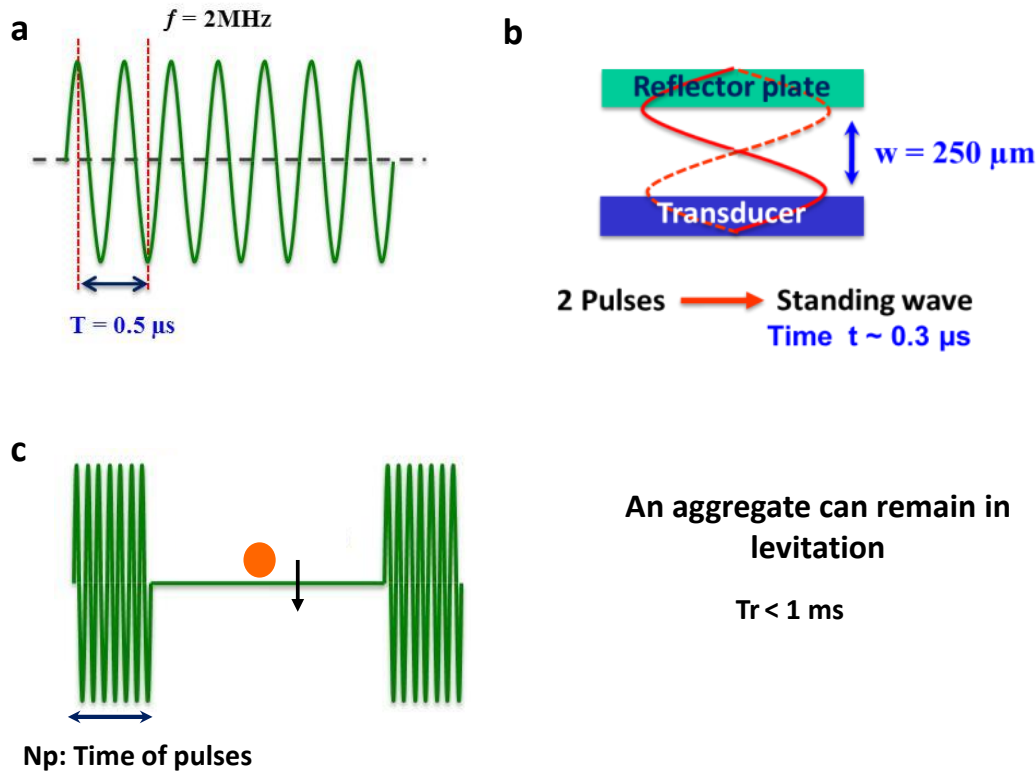 a
f = 2MHz
T = 0.5 μs
b
Reflector plate
w = 250 μm
Transducer
2 Pulses
Standing wave
Time t ~ 0.3 μs
c
Np: Time of pulses
An aggregate can remain in
levitation
Tr < 1 ms